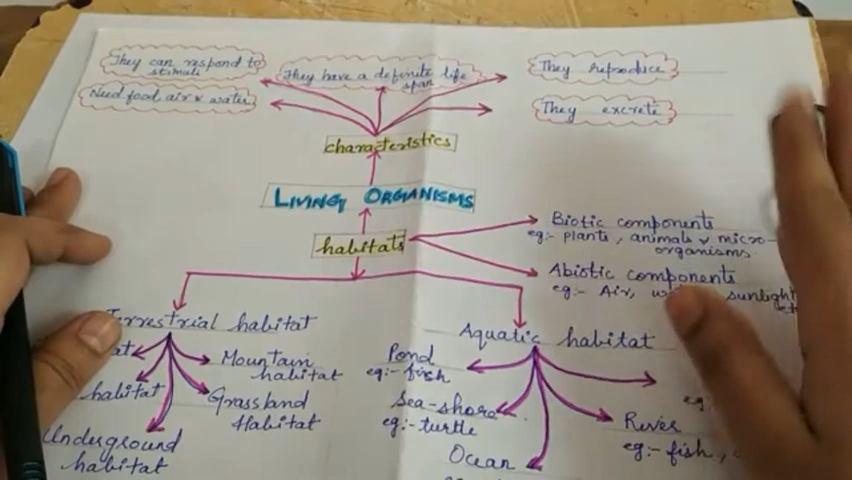 They can respond to
stimuli
They have a definite life
span
They reproduce
Need food air & water
They excrete
characteristics
LIVING ORGANISMS
habitats
Biotic components
eg:- plants, animals & micro-
organisms.
Abiotic components
eg:- Air, sunlight
Terrestrial habitat
Mountain
habitat
habitat
Grassland
Habitat
Underground
habitat
Aquatic habitat
Pond
eg:- fish
Sea-shore
eg:- turtle
Ocean
eg.
River
eg:- fish,